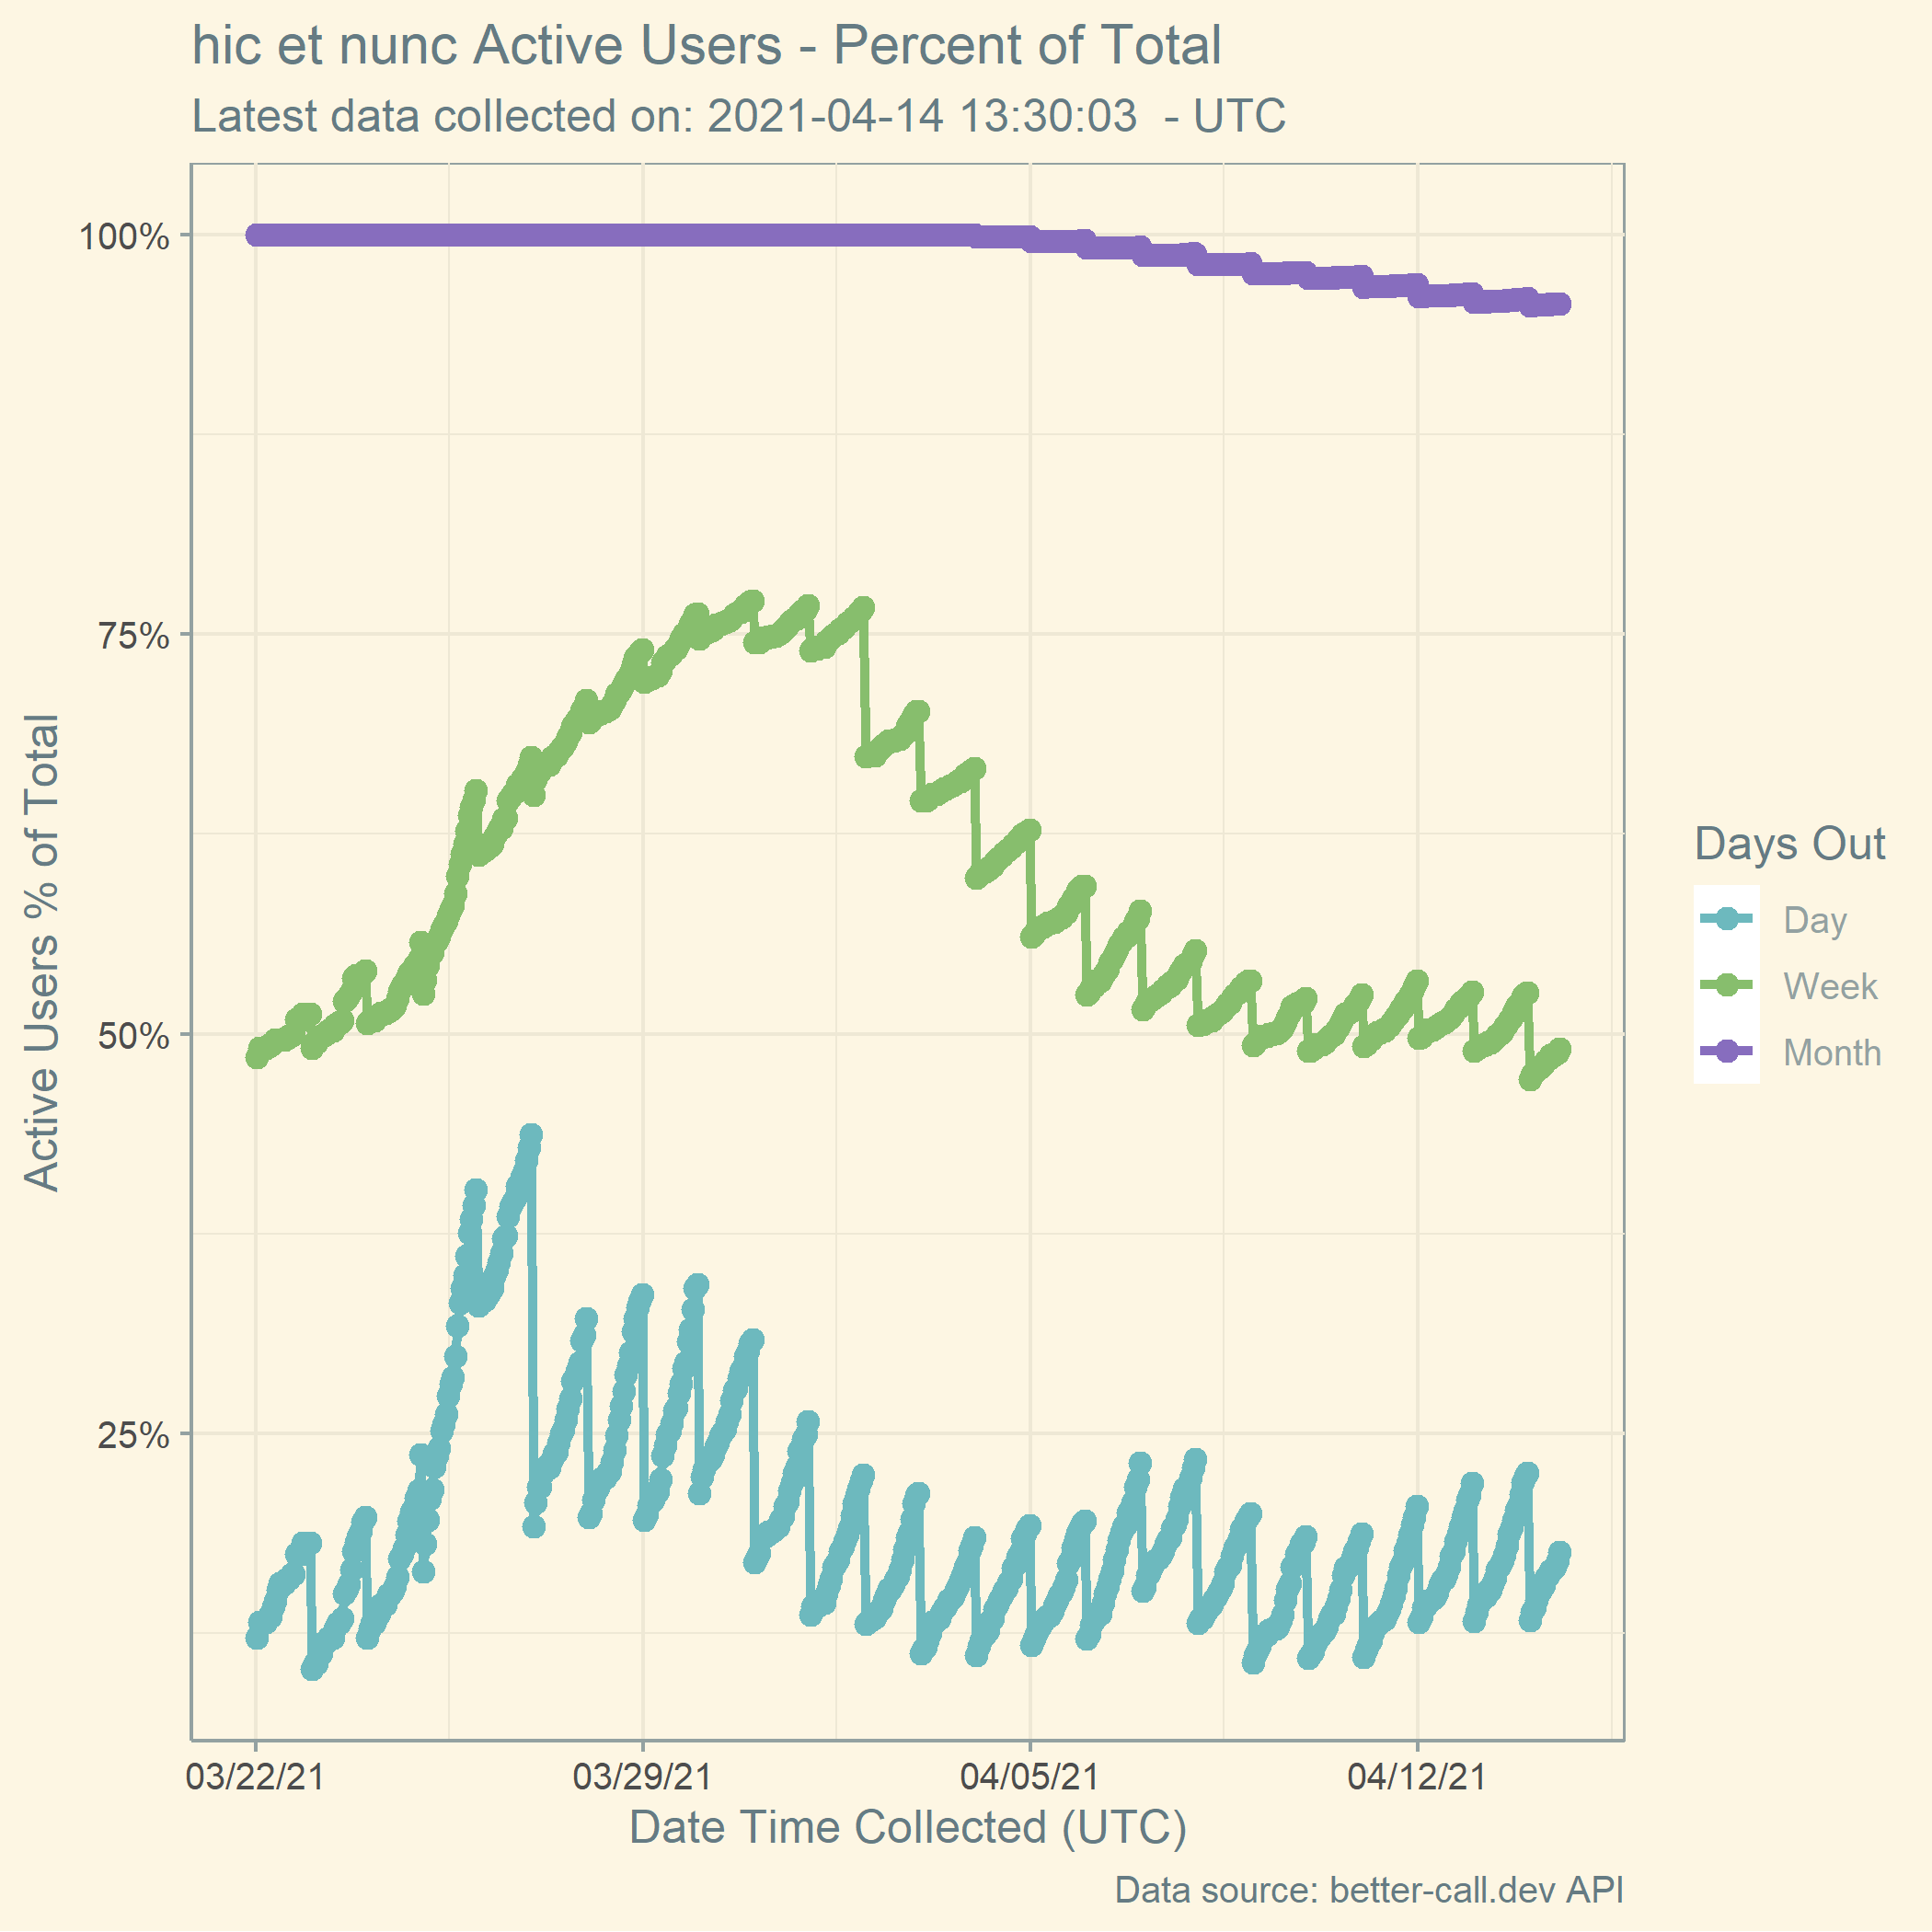 hic et nunc Active Users - Percent of Total
Latest data collected on: 2021-04-14 13:30:03  - UTC
100%
75%
50%
25%
Active Users % of Total
03/22/21
03/29/21
04/05/21
04/12/21
Date Time Collected (UTC)
Days Out
Day
Week
Month
Data source: better-call.dev API